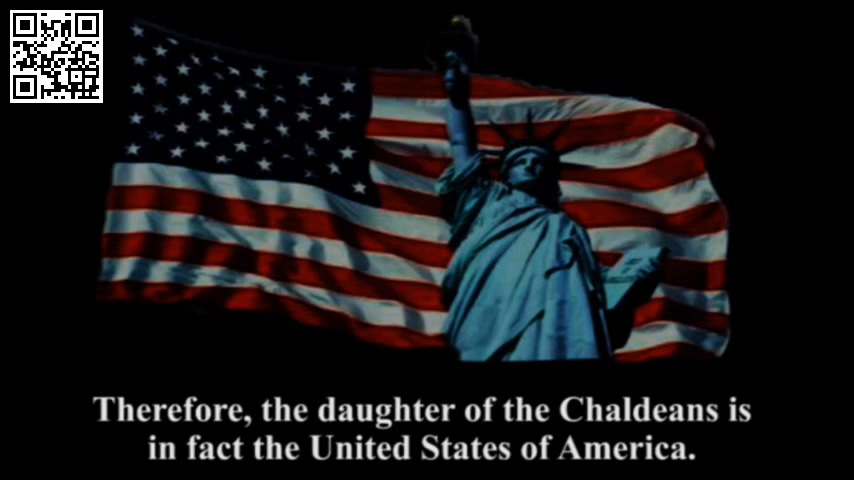 Therefore, the daughter of the Chaldeans is
in fact the United States of America.